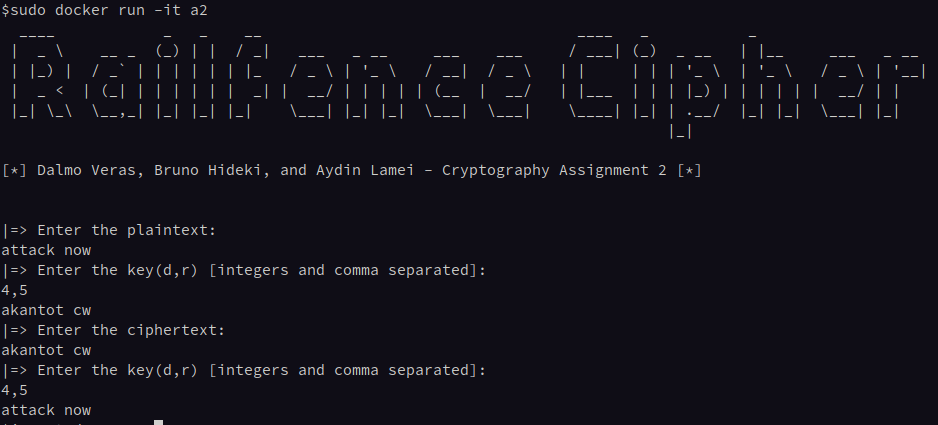 $sudo docker run -it a2
Railfence Cipher
[*] Dalmo Veras, Bruno Hideki, and Aydin Lamei - Cryptography Assignment 2 [*]
|=> Enter the plaintext:
attack now
|=> Enter the key(d,r) [integers and comma separated]:
4,5
akantot cw
|=> Enter the ciphertext:
akantot cw
|=> Enter the key(d,r) [integers and comma separated]:
4,5
attack now